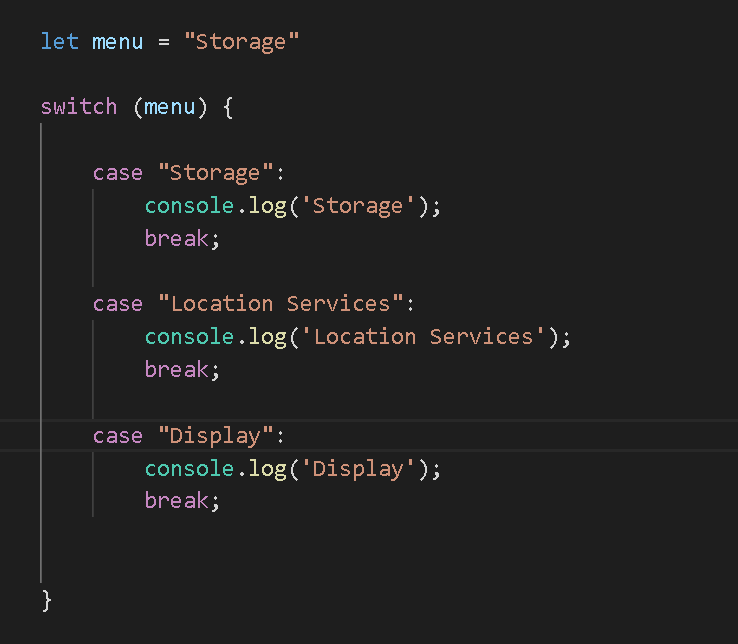 let menu = "Storage"
switch (menu) {
case "Storage":
console.log('Storage');
break;
case "Location Services":
console.log('Location Services');
break;
case "Display":
console.log('Display');
break;
}